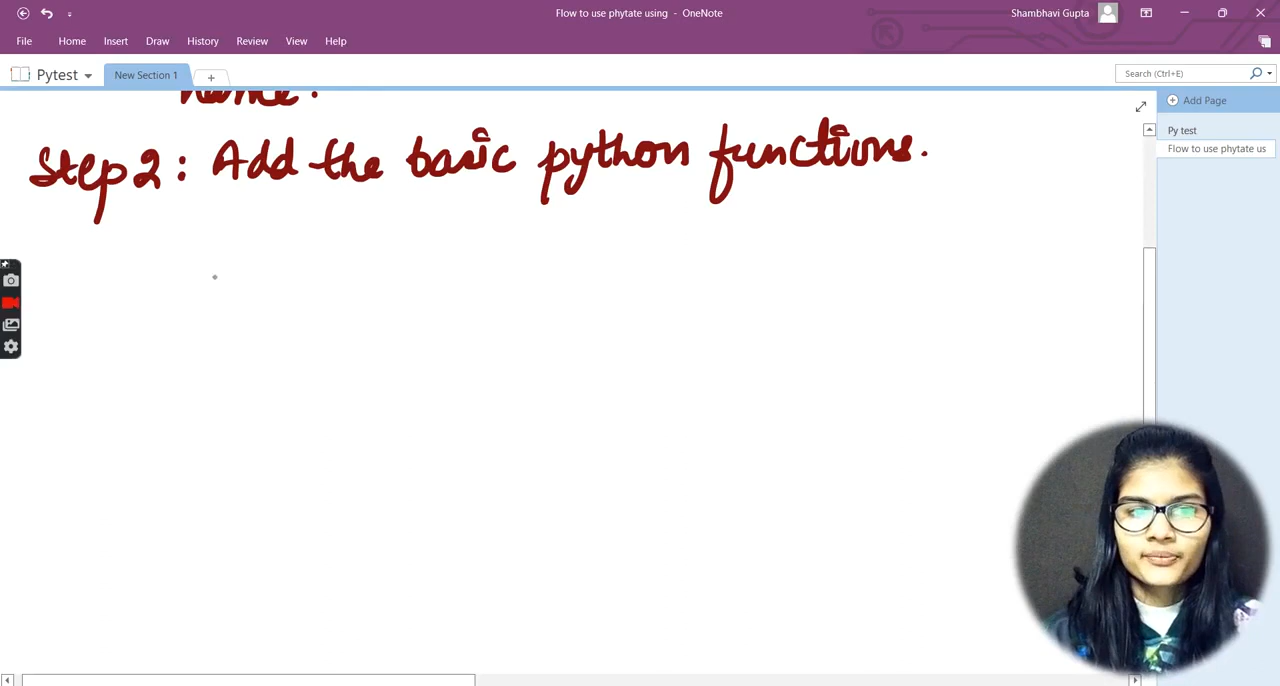 Flow to use phytate using - OneNote
Shambhavi Gupta
File Home Insert Draw History Review View Help
Pytest
New Section 1
+
Search (Ctrl+E)
Add Page
Py test
Flow to use phytate us
name.
Step 2: Add the basic python functions.